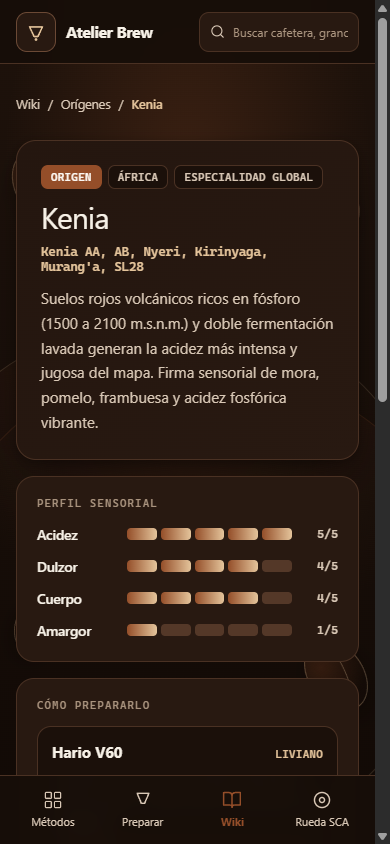 Atelier Brew
Buscar cafetera, granc
Wiki / Orígenes / Kenia
ORIGEN ÁFRICA ESPECIALIDAD GLOBAL
Kenia
Kenia AA, AB, Nyeri, Kirinyaga,
Murang'a, SL28
Suelos rojos volcánicos ricos en fósforo
(1500 a 2100 m.s.n.m.) y doble fermentación
lavada generan la acidez más intensa y
jugosa del mapa. Firma sensorial de mora,
pomelo, frambuesa y acidez fosfórica
vibrante.
PERFIL SENSORIAL
Acidez 5/5
Dulzor 4/5
Cuerpo 4/5
Amargor 1/5
CÓMO PREPARARLO
Hario V60 LIVIANO
Métodos Preparar Wiki Rueda SCA